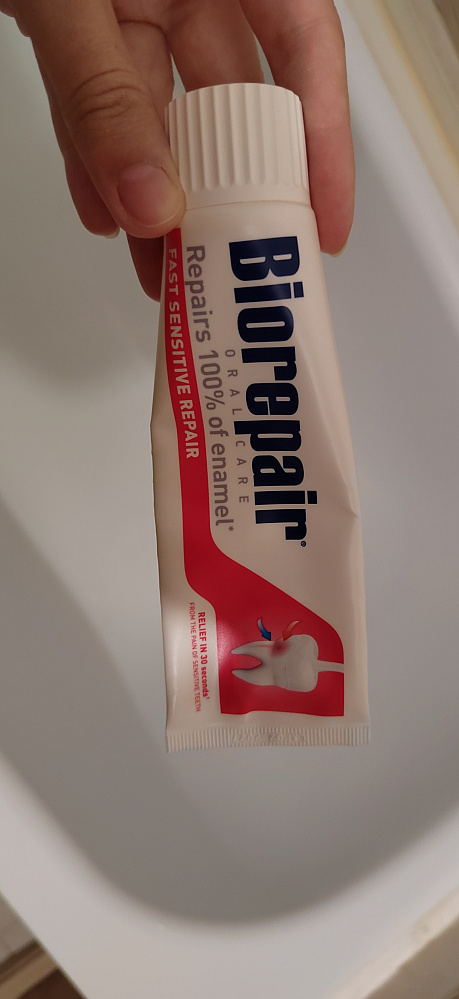 Biorepair®
ORAL CARE
Repairs 100% of enamel*
FAST SENSITIVE REPAIR
RELIEF IN 30 seconds¹
FROM THE PAIN OF SENSITIVE TEETH